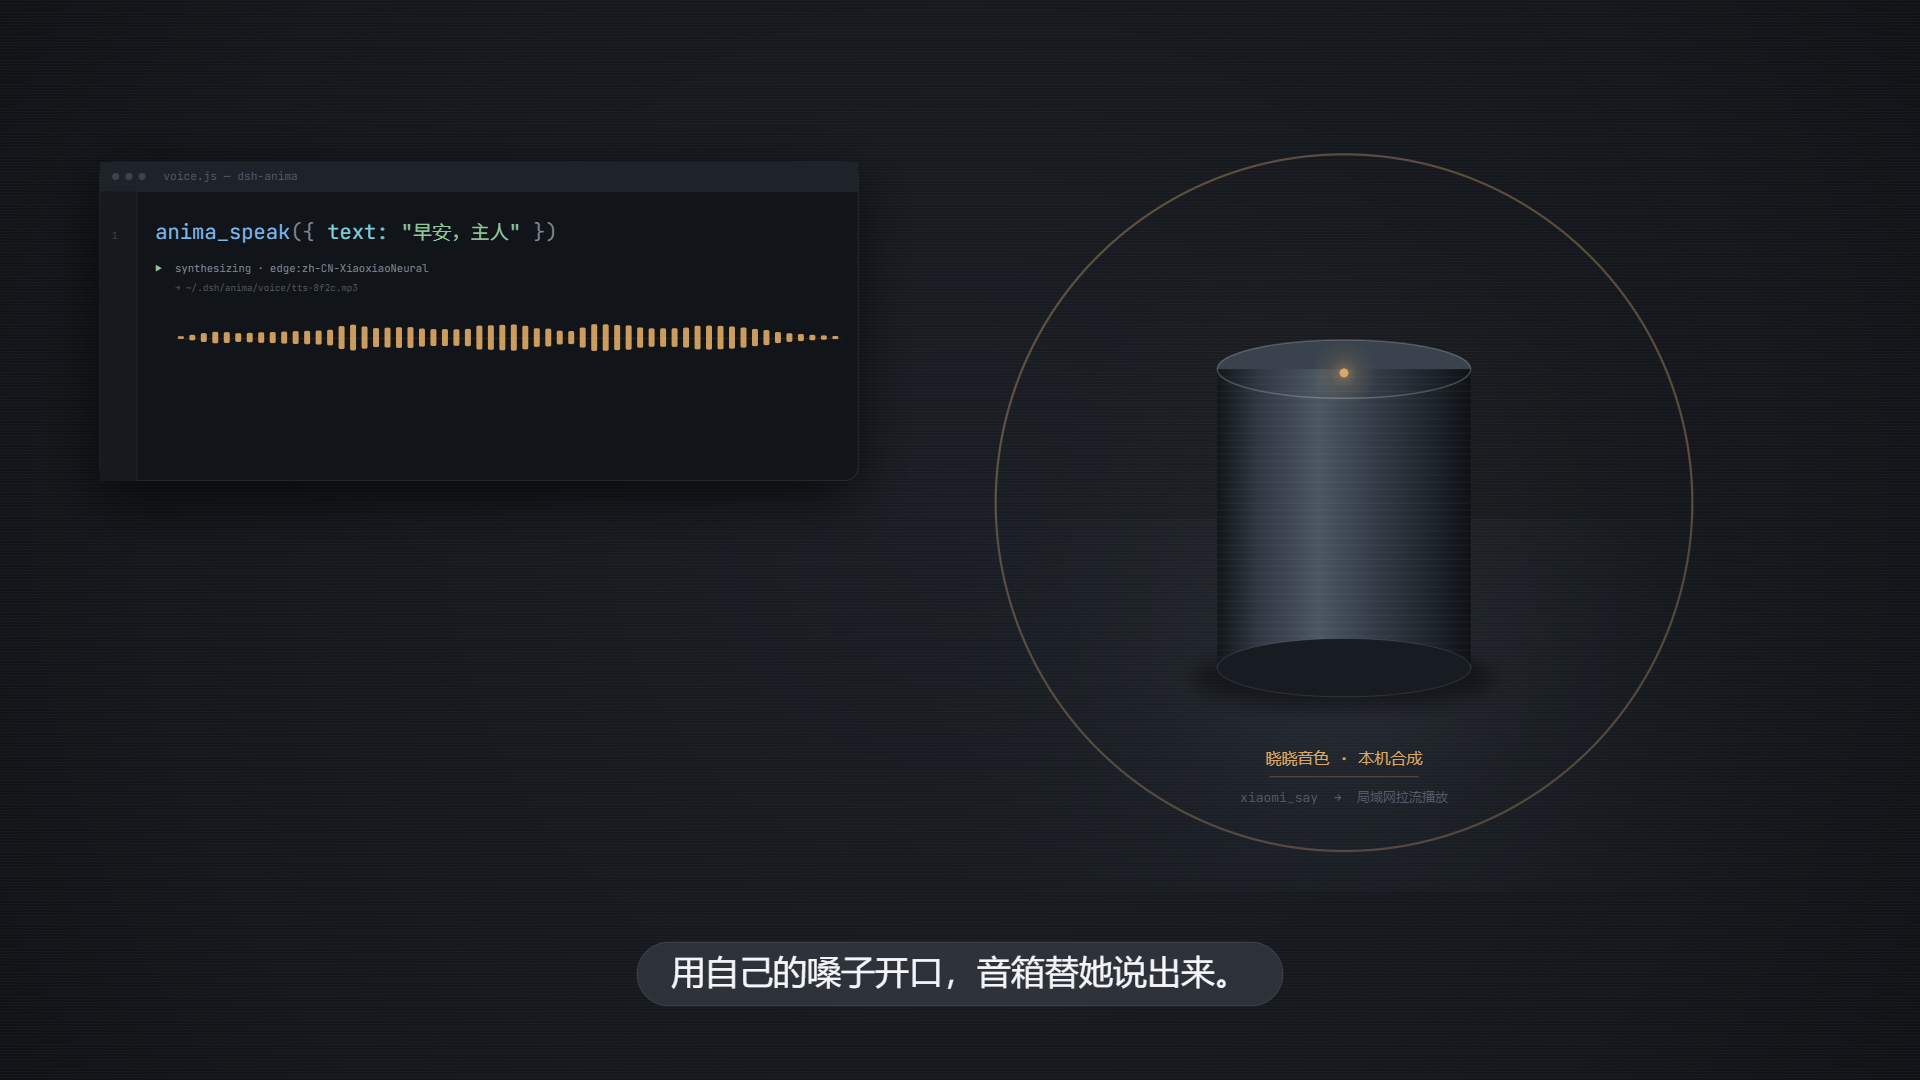 voice.js — dsh-anima
1
anima_speak({ text: "早安，主人" })
▶ synthesizing · edge:zh-CN-XiaoxiaoNeural
→ ~/.dsh/anima/voice/tts-8f2c.mp3
晓晓音色 · 本机合成
xiaomi_say → 局域网拉流播放
用自己的嗓子开口，音箱替她说出来。